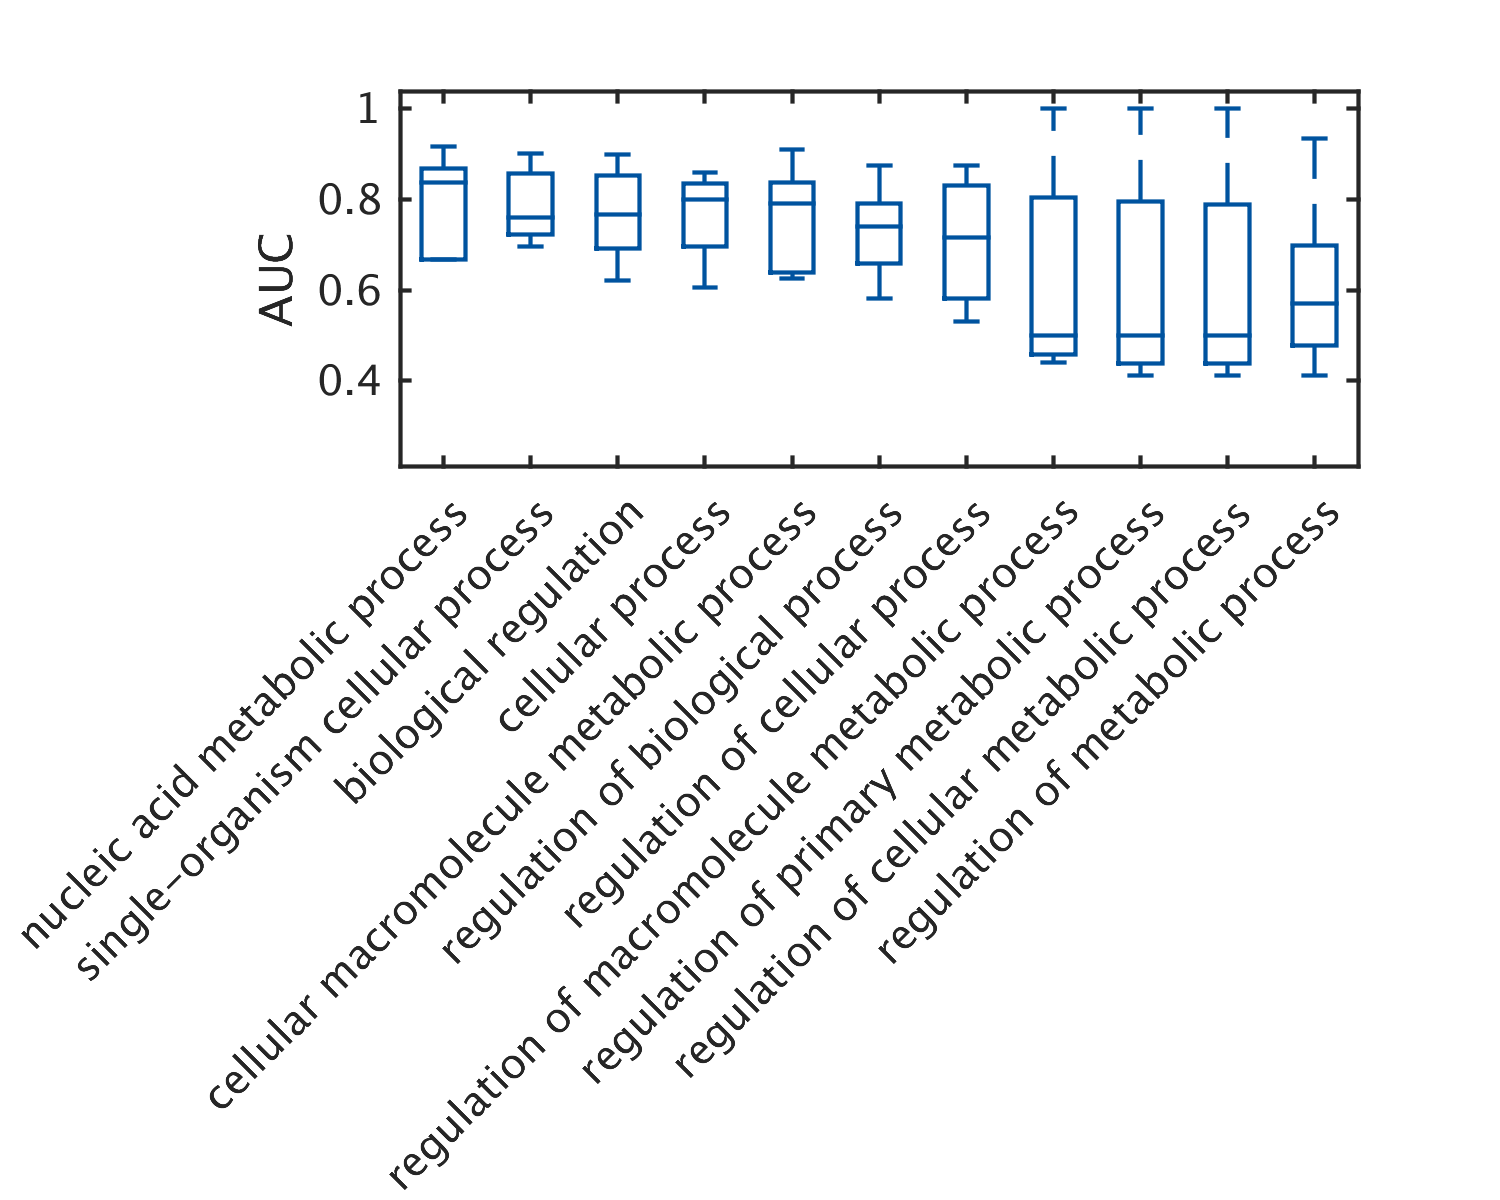 1
0.8
0.6
0.4
AUC
nucleic acid metabolic process
single−organism cellular process
biological regulation
cellular process
cellular macromolecule metabolic process
regulation of biological process
regulation of cellular process
regulation of macromolecule metabolic process
regulation of primary metabolic process
regulation of cellular metabolic process
regulation of metabolic process